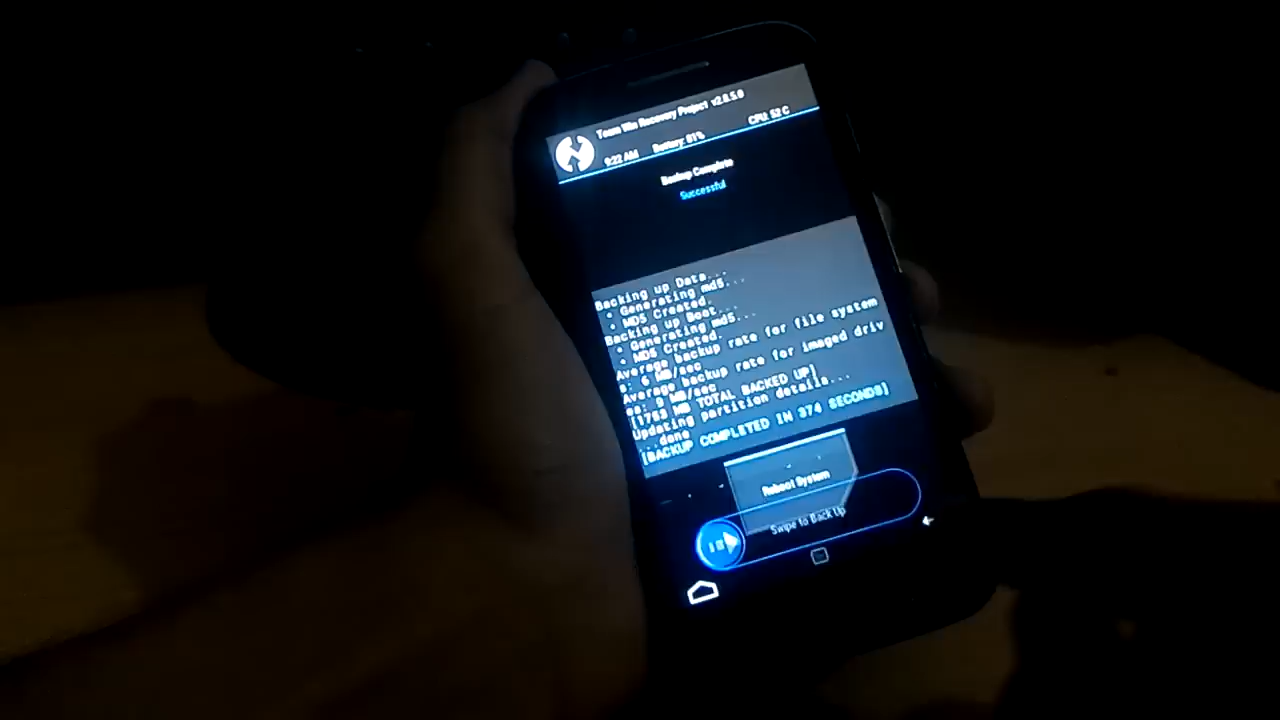 Team Win Recovery Project v2.8.5.0
9:22 AM Battery: 81% CPU: 52 C
Backup Complete
Successful
Backing up Data...
* Generating md5...
* MD5 Created.
Backing up Boot...
* Generating md5...
* MD5 Created.
Average backup rate for file system
s: 6 MB/sec
Average backup rate for imaged driv
es: 9 MB/sec
[1753 MB TOTAL BACKED UP]
Updating partition details...
...done
[BACKUP COMPLETED IN 374 SECONDS]
Reboot System
Swipe to Back Up